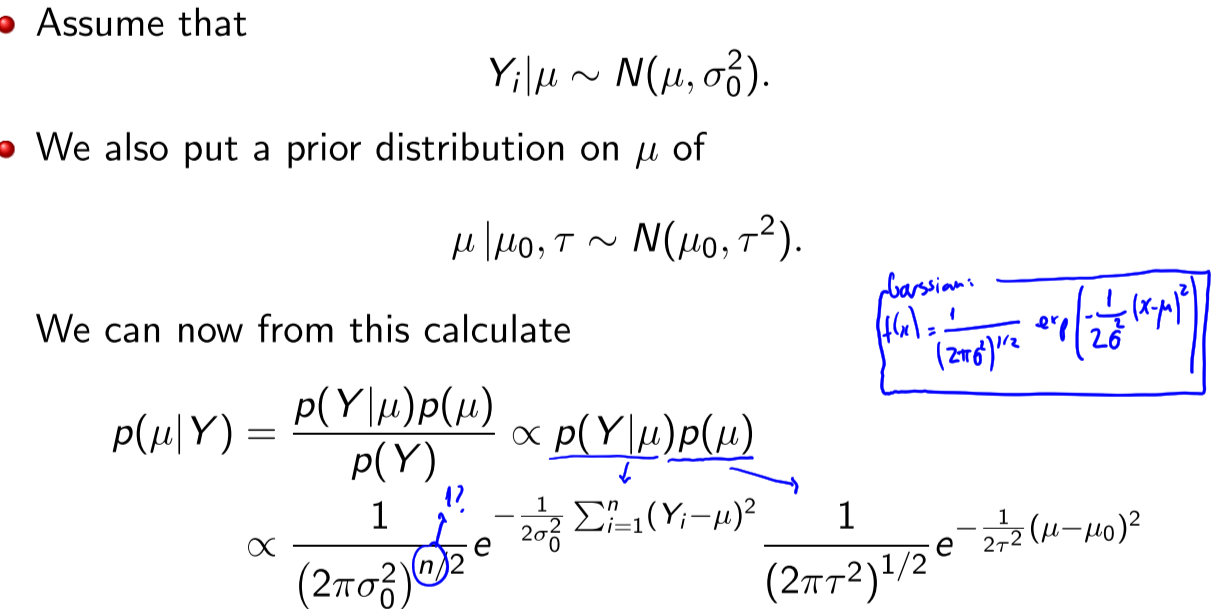 Assume that
Y_i|μ ∼ N(μ, σ_0^2).
We also put a prior distribution on μ of
μ |μ_0, τ ∼ N(μ_0, τ^2).
Gaussian:
f(x) = 1/(2πσ^2)^{1/2} exp(-1/2σ^2 (x-μ)^2)
We can now from this calculate
p(μ|Y) = p(Y|μ)p(μ)/p(Y) ∝ p(Y|μ)p(μ)
1?
∝ 1/(2πσ_0^2)^{n/2} e^{-1/2σ_0^2 ∑_{i=1}^n (Y_i-μ)^2} 1/(2πτ^2)^{1/2} e^{-1/2τ^2 (μ-μ_0)^2}